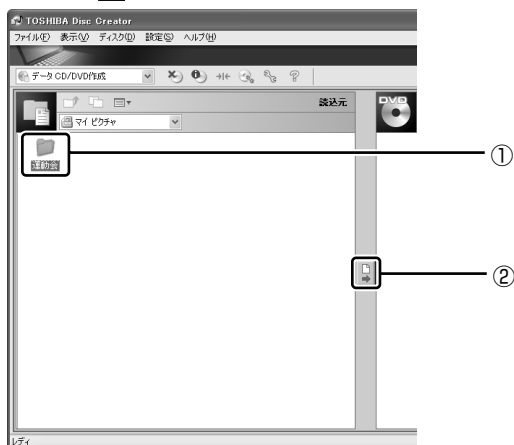 TOSHIBA Disc Creator
ファイル(F) 表示(V) ディスク(D) 設定(S) ヘルプ(H)
データ CD/DVD作成
読込元
DVD
マイ ピクチャ
運動会
①
②
レディ